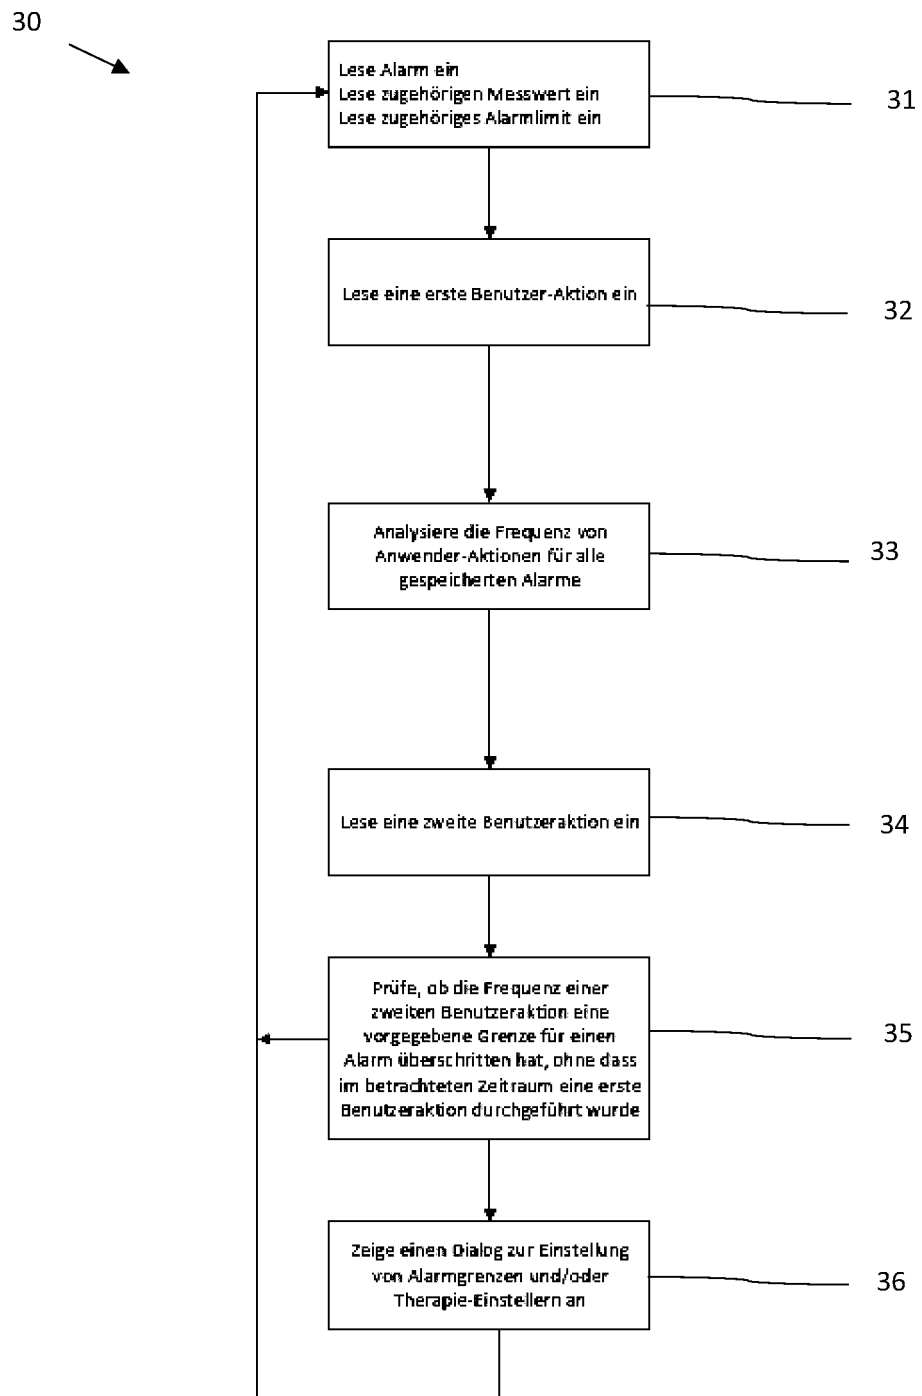 30
Lese Alarm ein
Lese zugehörigen Messwert ein
Lese zugehöriges Alarmlimit ein
31
Lese eine erste Benutzer-Aktion ein
32
Analysiere die Frequenz von
Anwender-Aktionen für alle
gespeicherten Alarme
33
Lese eine zweite Benutzeraktion ein
34
Prüfe, ob die Frequenz einer
zweiten Benutzeraktion eine
vorgegebene Grenze für einen
Alarm überschritten hat, ohne dass
im betrachteten Zeitraum eine erste
Benutzeraktion durchgeführt wurde
35
Zeige einen Dialog zur Einstellung
von Alarmgrenzen und/oder
Therapie-Einstellern an
36